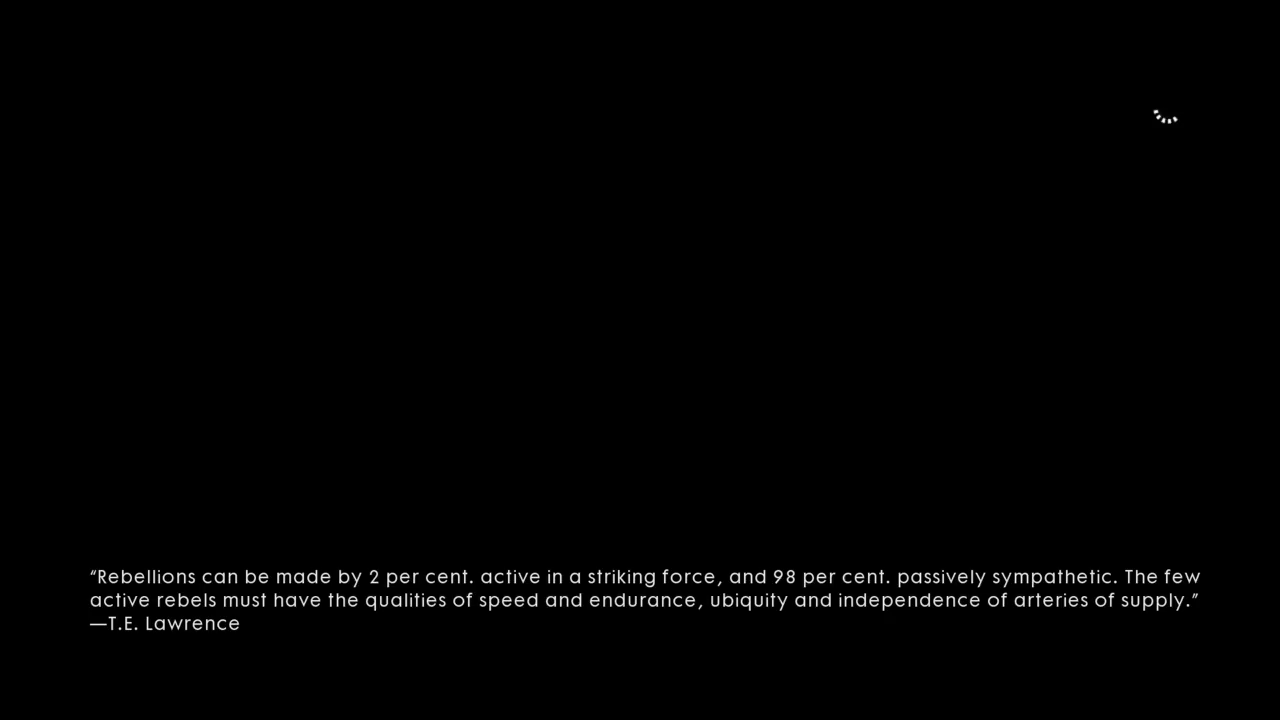 “Rebellions can be made by 2 per cent. active in a striking force, and 98 per cent. passively sympathetic. The few
active rebels must have the qualities of speed and endurance, ubiquity and independence of arteries of supply.”
—T.E. Lawrence